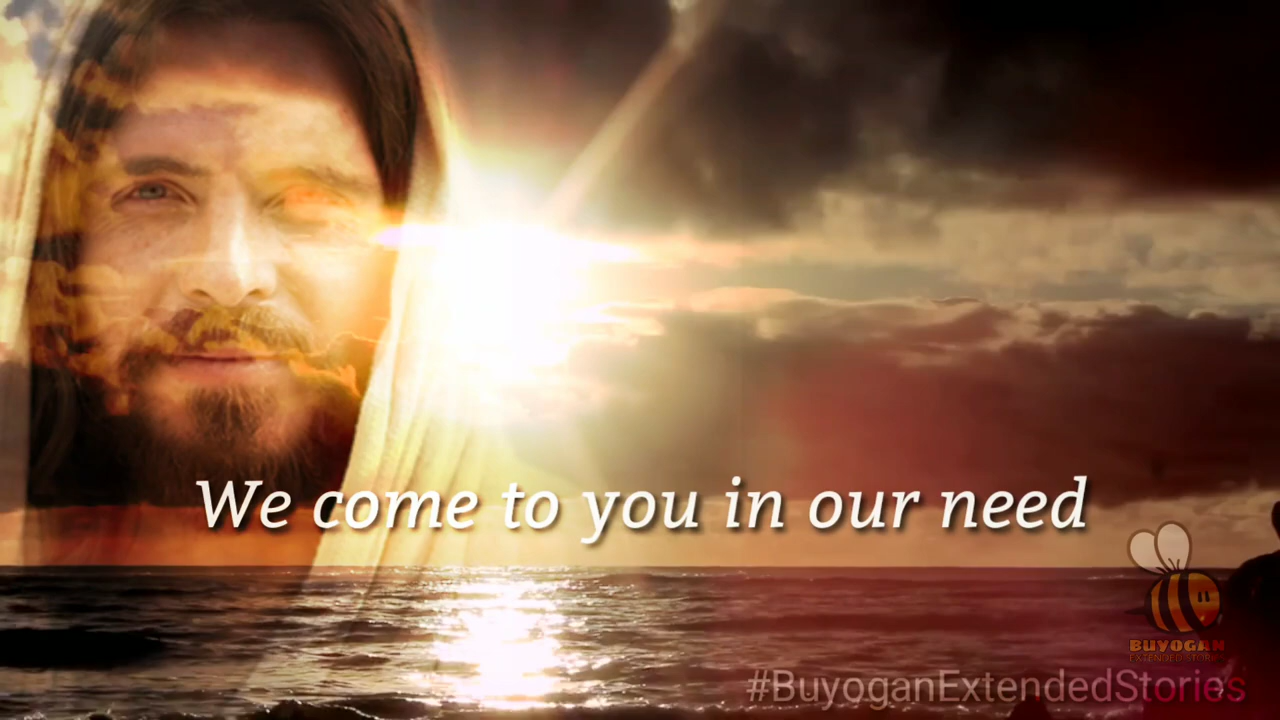 We come to you in our need
BUYOGAN
EXTENDED STORIES
#BuyoganExtendedStories